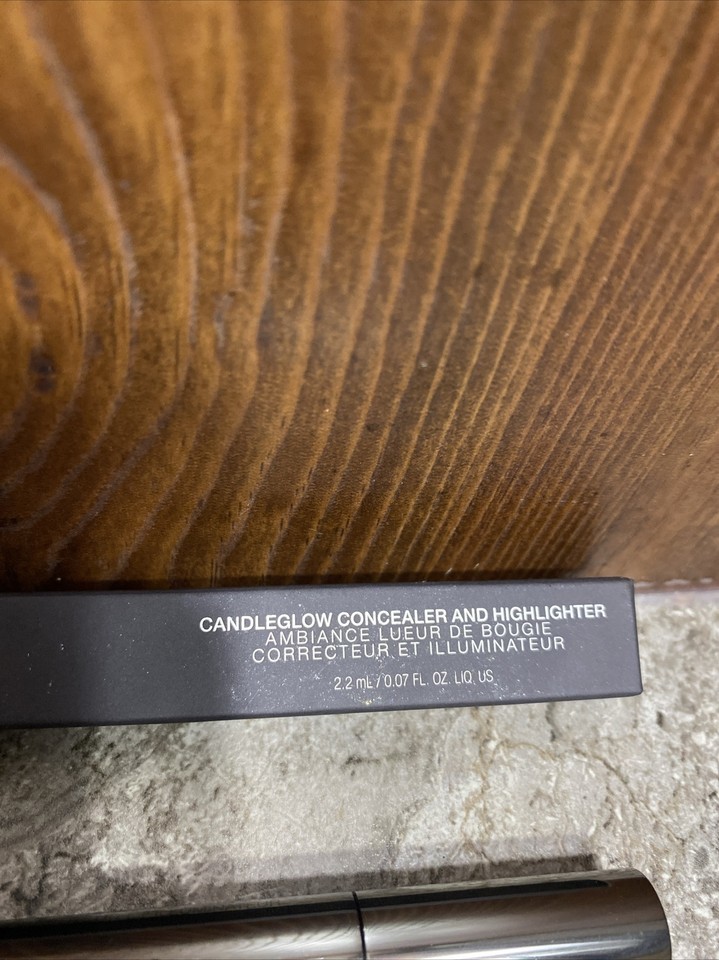 CANDLEGLOW CONCEALER AND HIGHLIGHTER
AMBIANCE LUEUR DE BOUGIE
CORRECTEUR ET ILLUMINATEUR
2.2 mL / 0.07 FL. OZ. LIQ. US